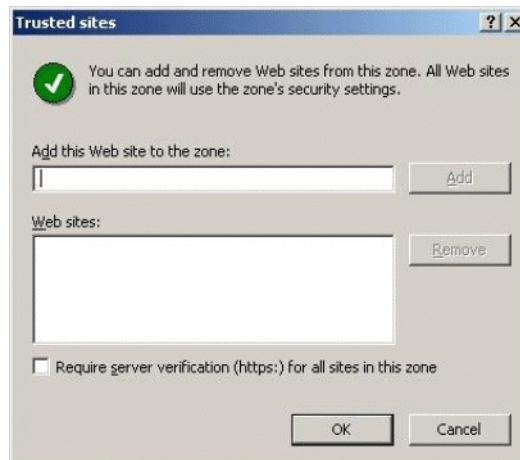 Trusted sites
You can add and remove Web sites from this zone. All Web sites
in this zone will use the zone's security settings.
Add this Web site to the zone:
Add
Web sites:
Remove
Require server verification (https:) for all sites in this zone
OK
Cancel